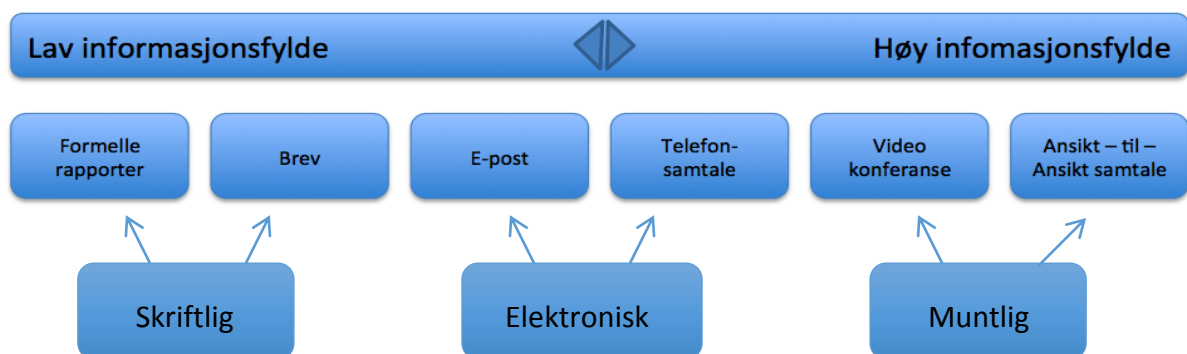 Lav informasjonsfylde
Høy infomasjonsfylde
Formelle
rapporter
Brev
E-post
Telefon-
samtale
Video
konferanse
Ansikt – til –
Ansikt samtale
Skriftlig
Elektronisk
Muntlig